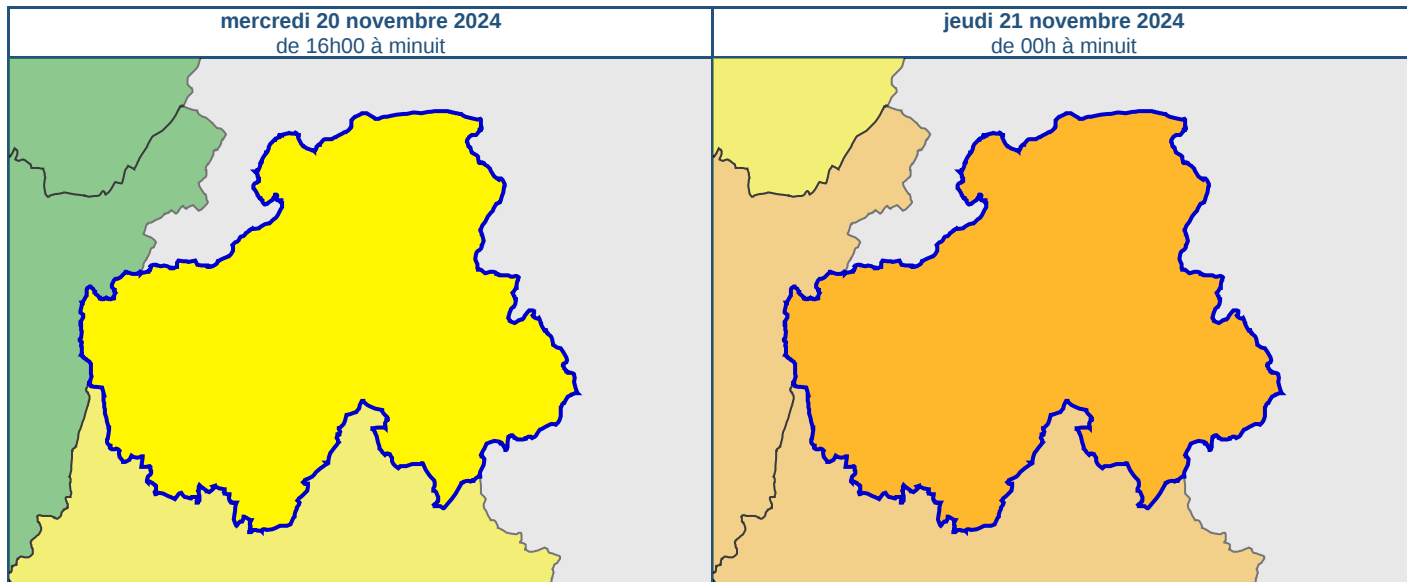 mercredi 20 novembre 2024
de 16h00 à minuit
jeudi 21 novembre 2024
de 00h à minuit